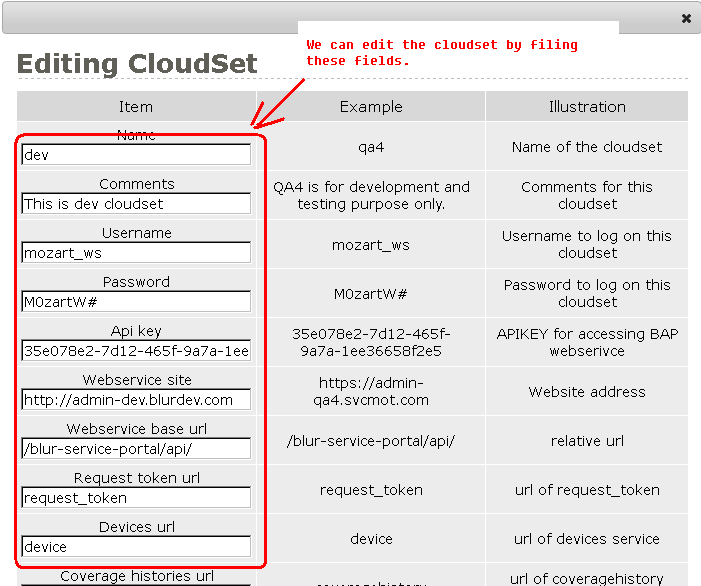 ✖
We can edit the cloudset by filing
these fields.
Editing CloudSet
Item Example Illustration
Name
dev
qa4
Name of the cloudset
Comments
This is dev cloudset
QA4 is for development and
testing purpose only.
Comments for this
cloudset
Username
mozart_ws
mozart_ws
Username to log on this
cloudset
Password
M0zartW#
M0zartW#
Password to log on this
cloudset
Api key
35e078e2-7d12-465f-9a7a-1ee
35e078e2-7d12-465f-
9a7a-1ee36658f2e5
APIKEY for accessing BAP
webserivce
Webservice site
http://admin-dev.blurdev.com
https://admin-
qa4.svcmot.com
Website address
Webservice base url
/blur-service-portal/api/
/blur-service-portal/api/
relative url
Request token url
request_token
request_token
url of request_token
Devices url
device
device
url of devices service
Coverage histories url
coveragehistory
url of coveragehistory